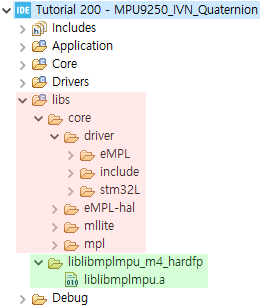 IDE Tutorial 200 - MPU9250_IVN_Quaternion
Includes
Application
Core
Drivers
libs
core
driver
eMPL
include
stm32L
eMPL-hal
mllite
mpl
liblibmplmpu_m4_hardfp
liblibmplmpu.a
Debug